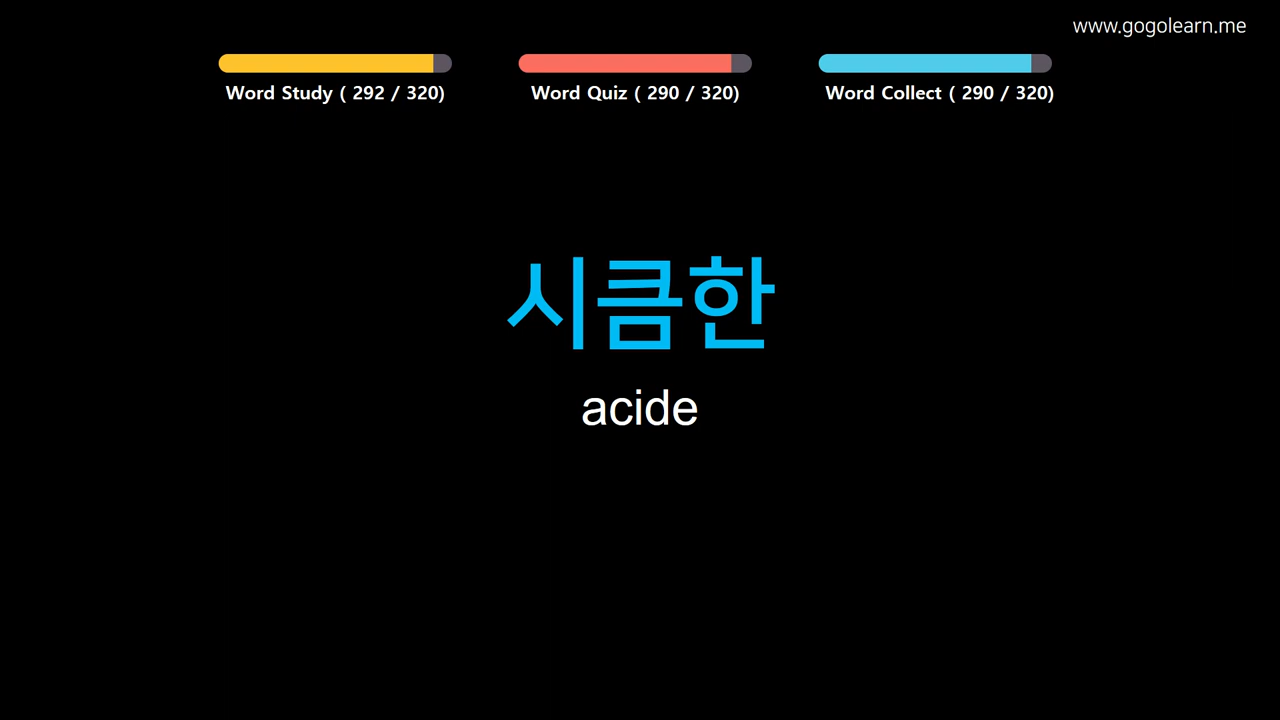 www.gogolearn.me
Word Study ( 292 / 320)
Word Quiz ( 290 / 320)
Word Collect ( 290 / 320)
시큼한
acide